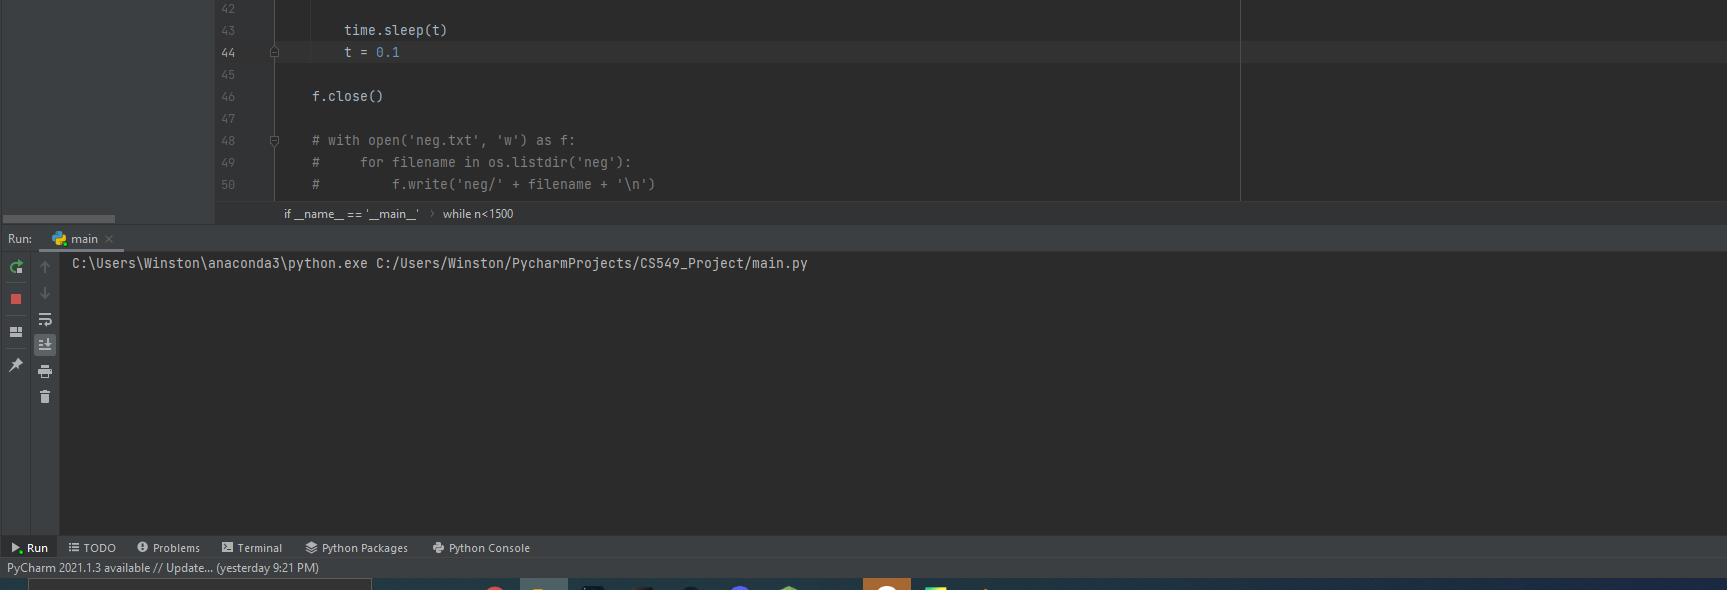 42
43 time.sleep(t)
44 t = 0.1
45
46 f.close()
47
48 # with open('neg.txt', 'w') as f:
49 #     for filename in os.listdir('neg'):
50 #         f.write('neg/' + filename + '\n')
if __name__ == '__main__' › while n<1500
Run: main
C:\Users\Winston\anaconda3\python.exe C:/Users/Winston/PycharmProjects/CS549_Project/main.py
Run TODO Problems Terminal Python Packages Python Console
PyCharm 2021.1.3 available // Update... (yesterday 9:21 PM)